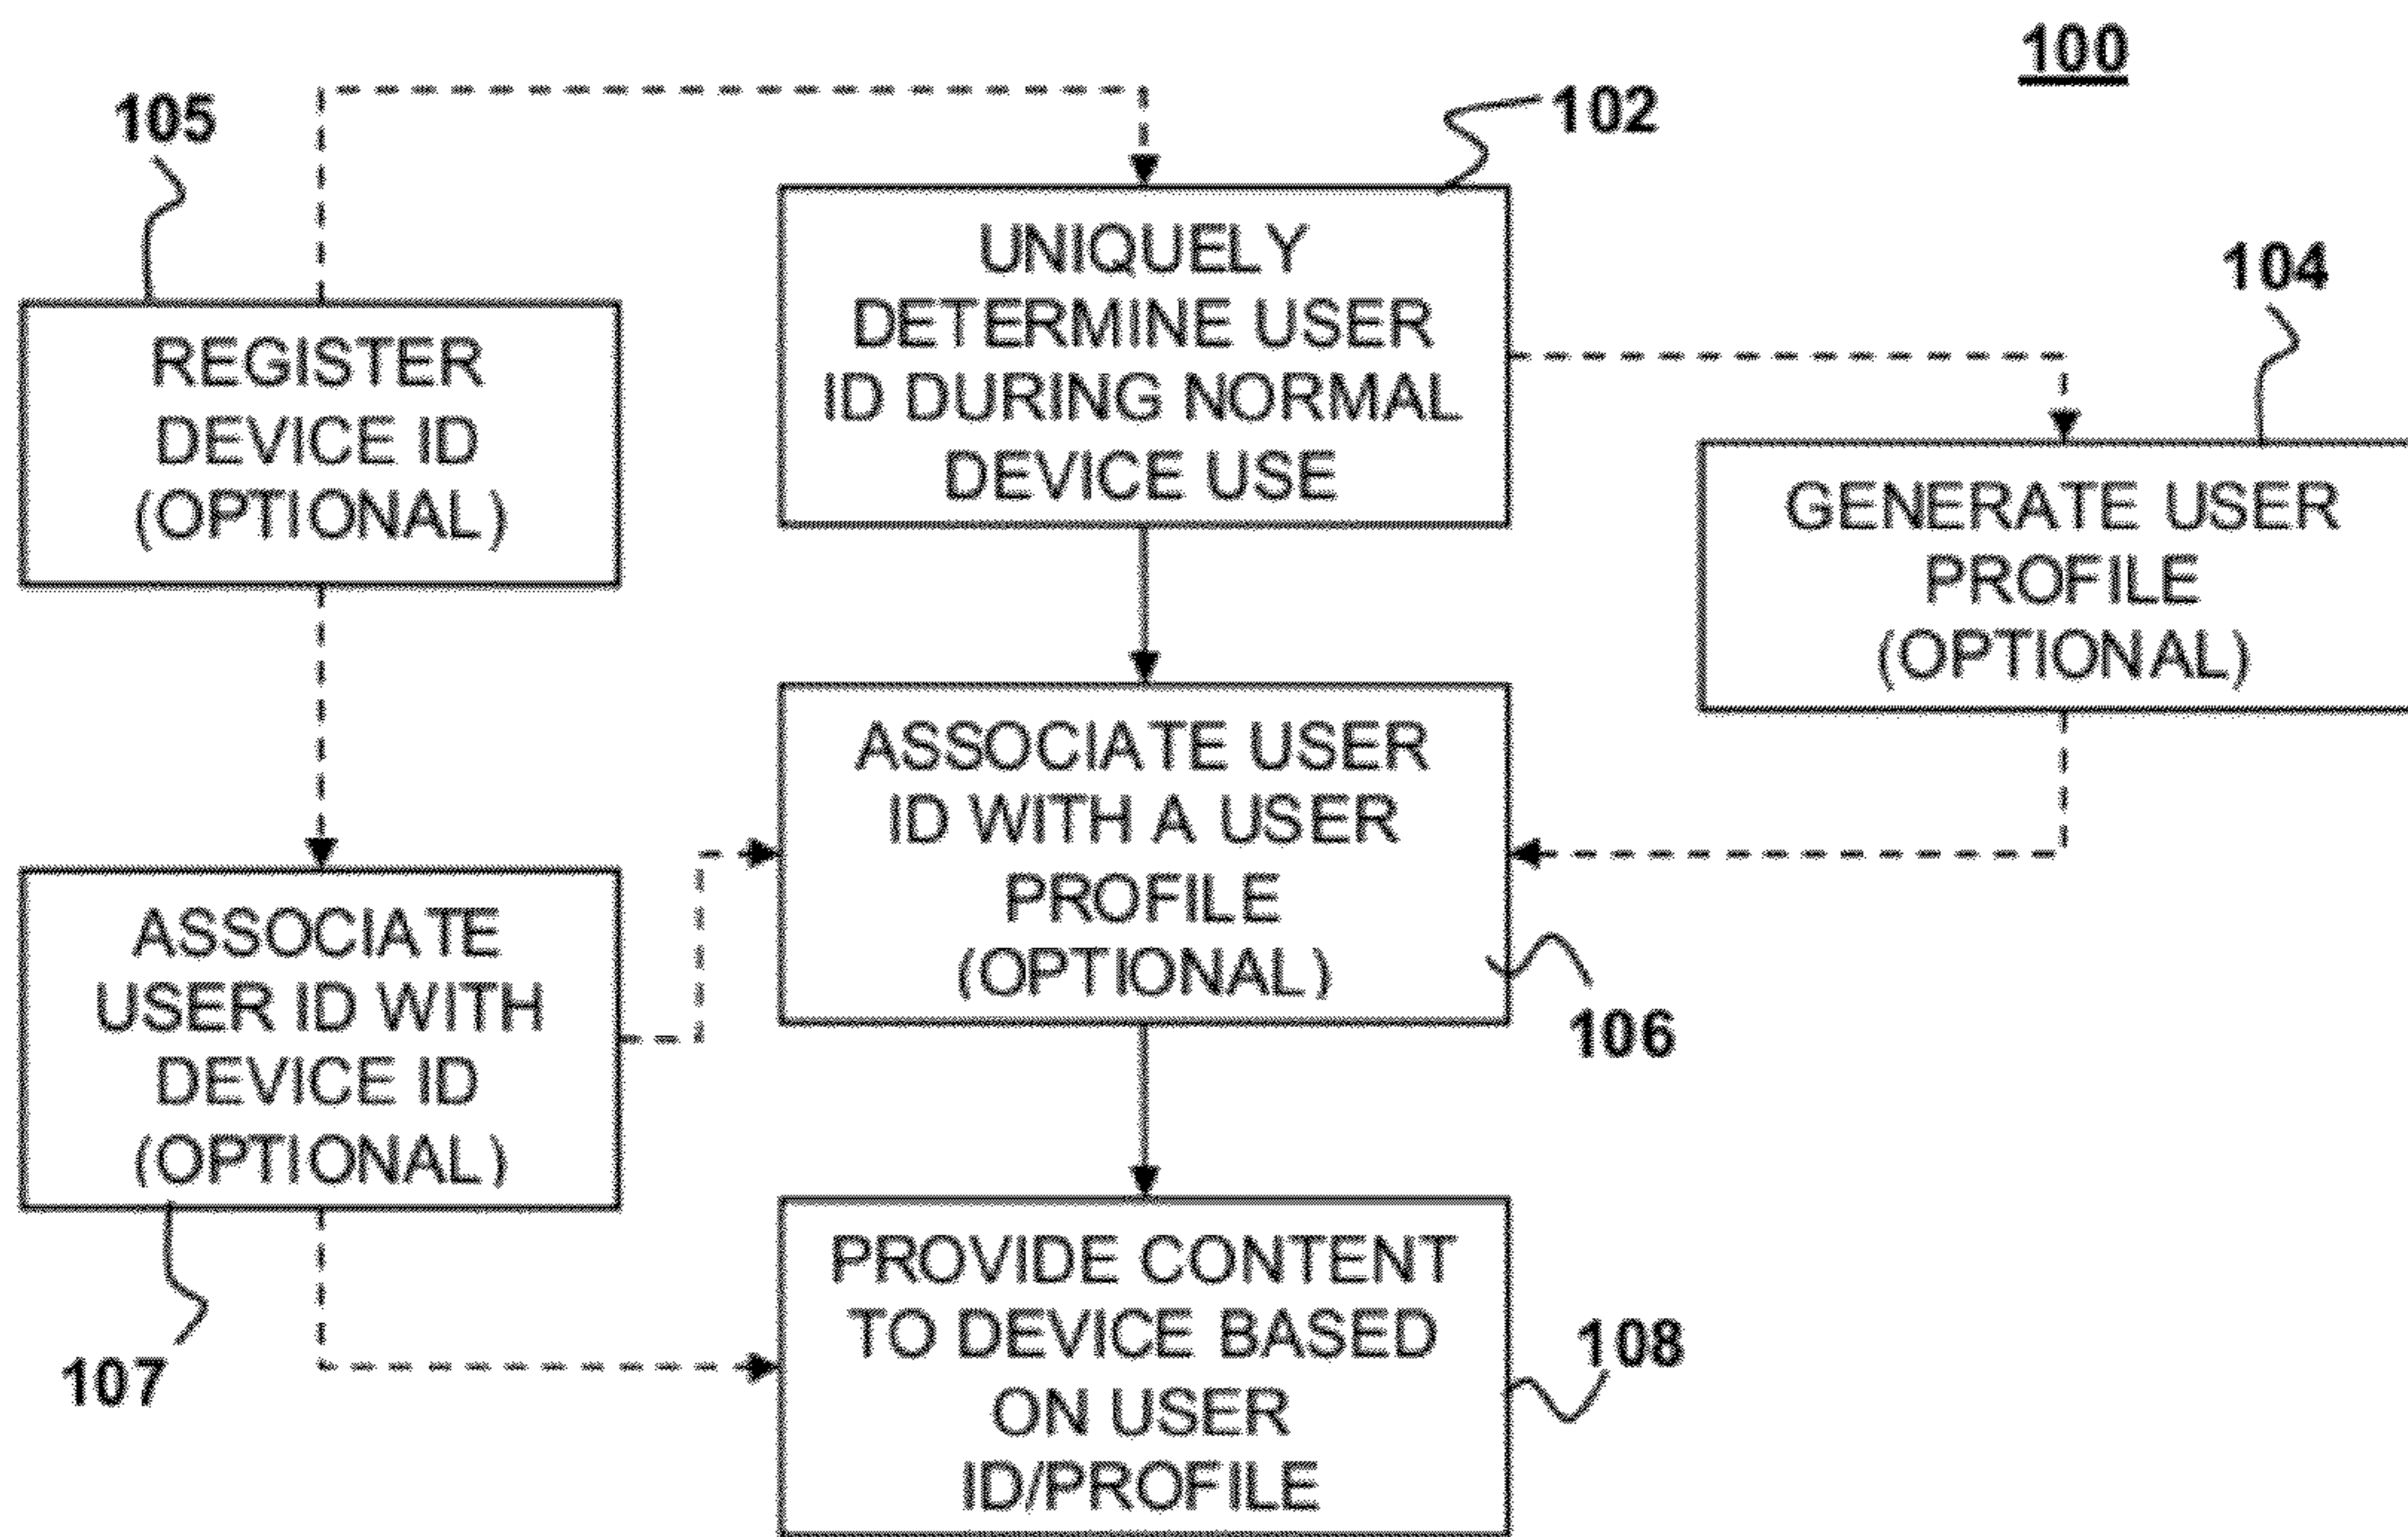 100
105
102
UNIQUELY
DETERMINE USER
ID DURING NORMAL
DEVICE USE
104
REGISTER
DEVICE ID
(OPTIONAL)
GENERATE USER
PROFILE
(OPTIONAL)
ASSOCIATE USER
ID WITH A USER
PROFILE
(OPTIONAL)
106
ASSOCIATE
USER ID WITH
DEVICE ID
(OPTIONAL)
107
PROVIDE CONTENT
TO DEVICE BASED
ON USER
ID/PROFILE
108